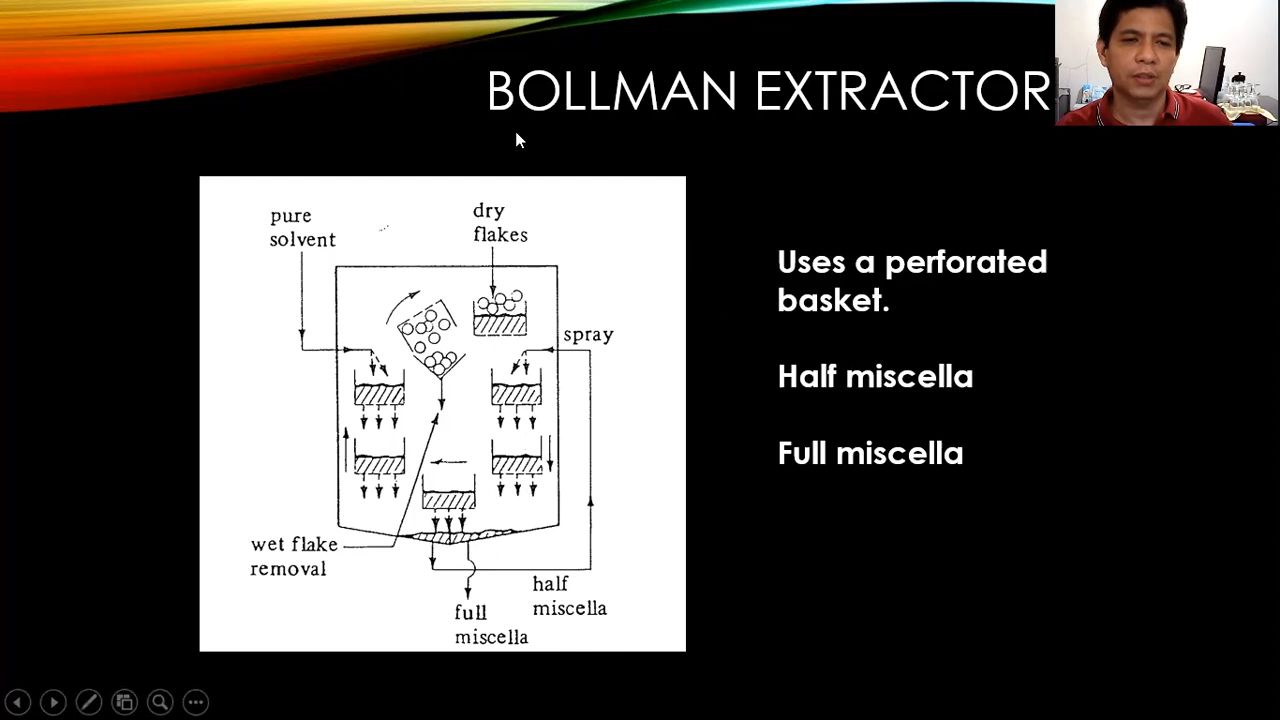 BOLLMAN EXTRACTOR
pure
solvent
dry
flakes
spray
wet flake
removal
half
miscella
full
miscella
Uses a perforated
basket.
Half miscella
Full miscella